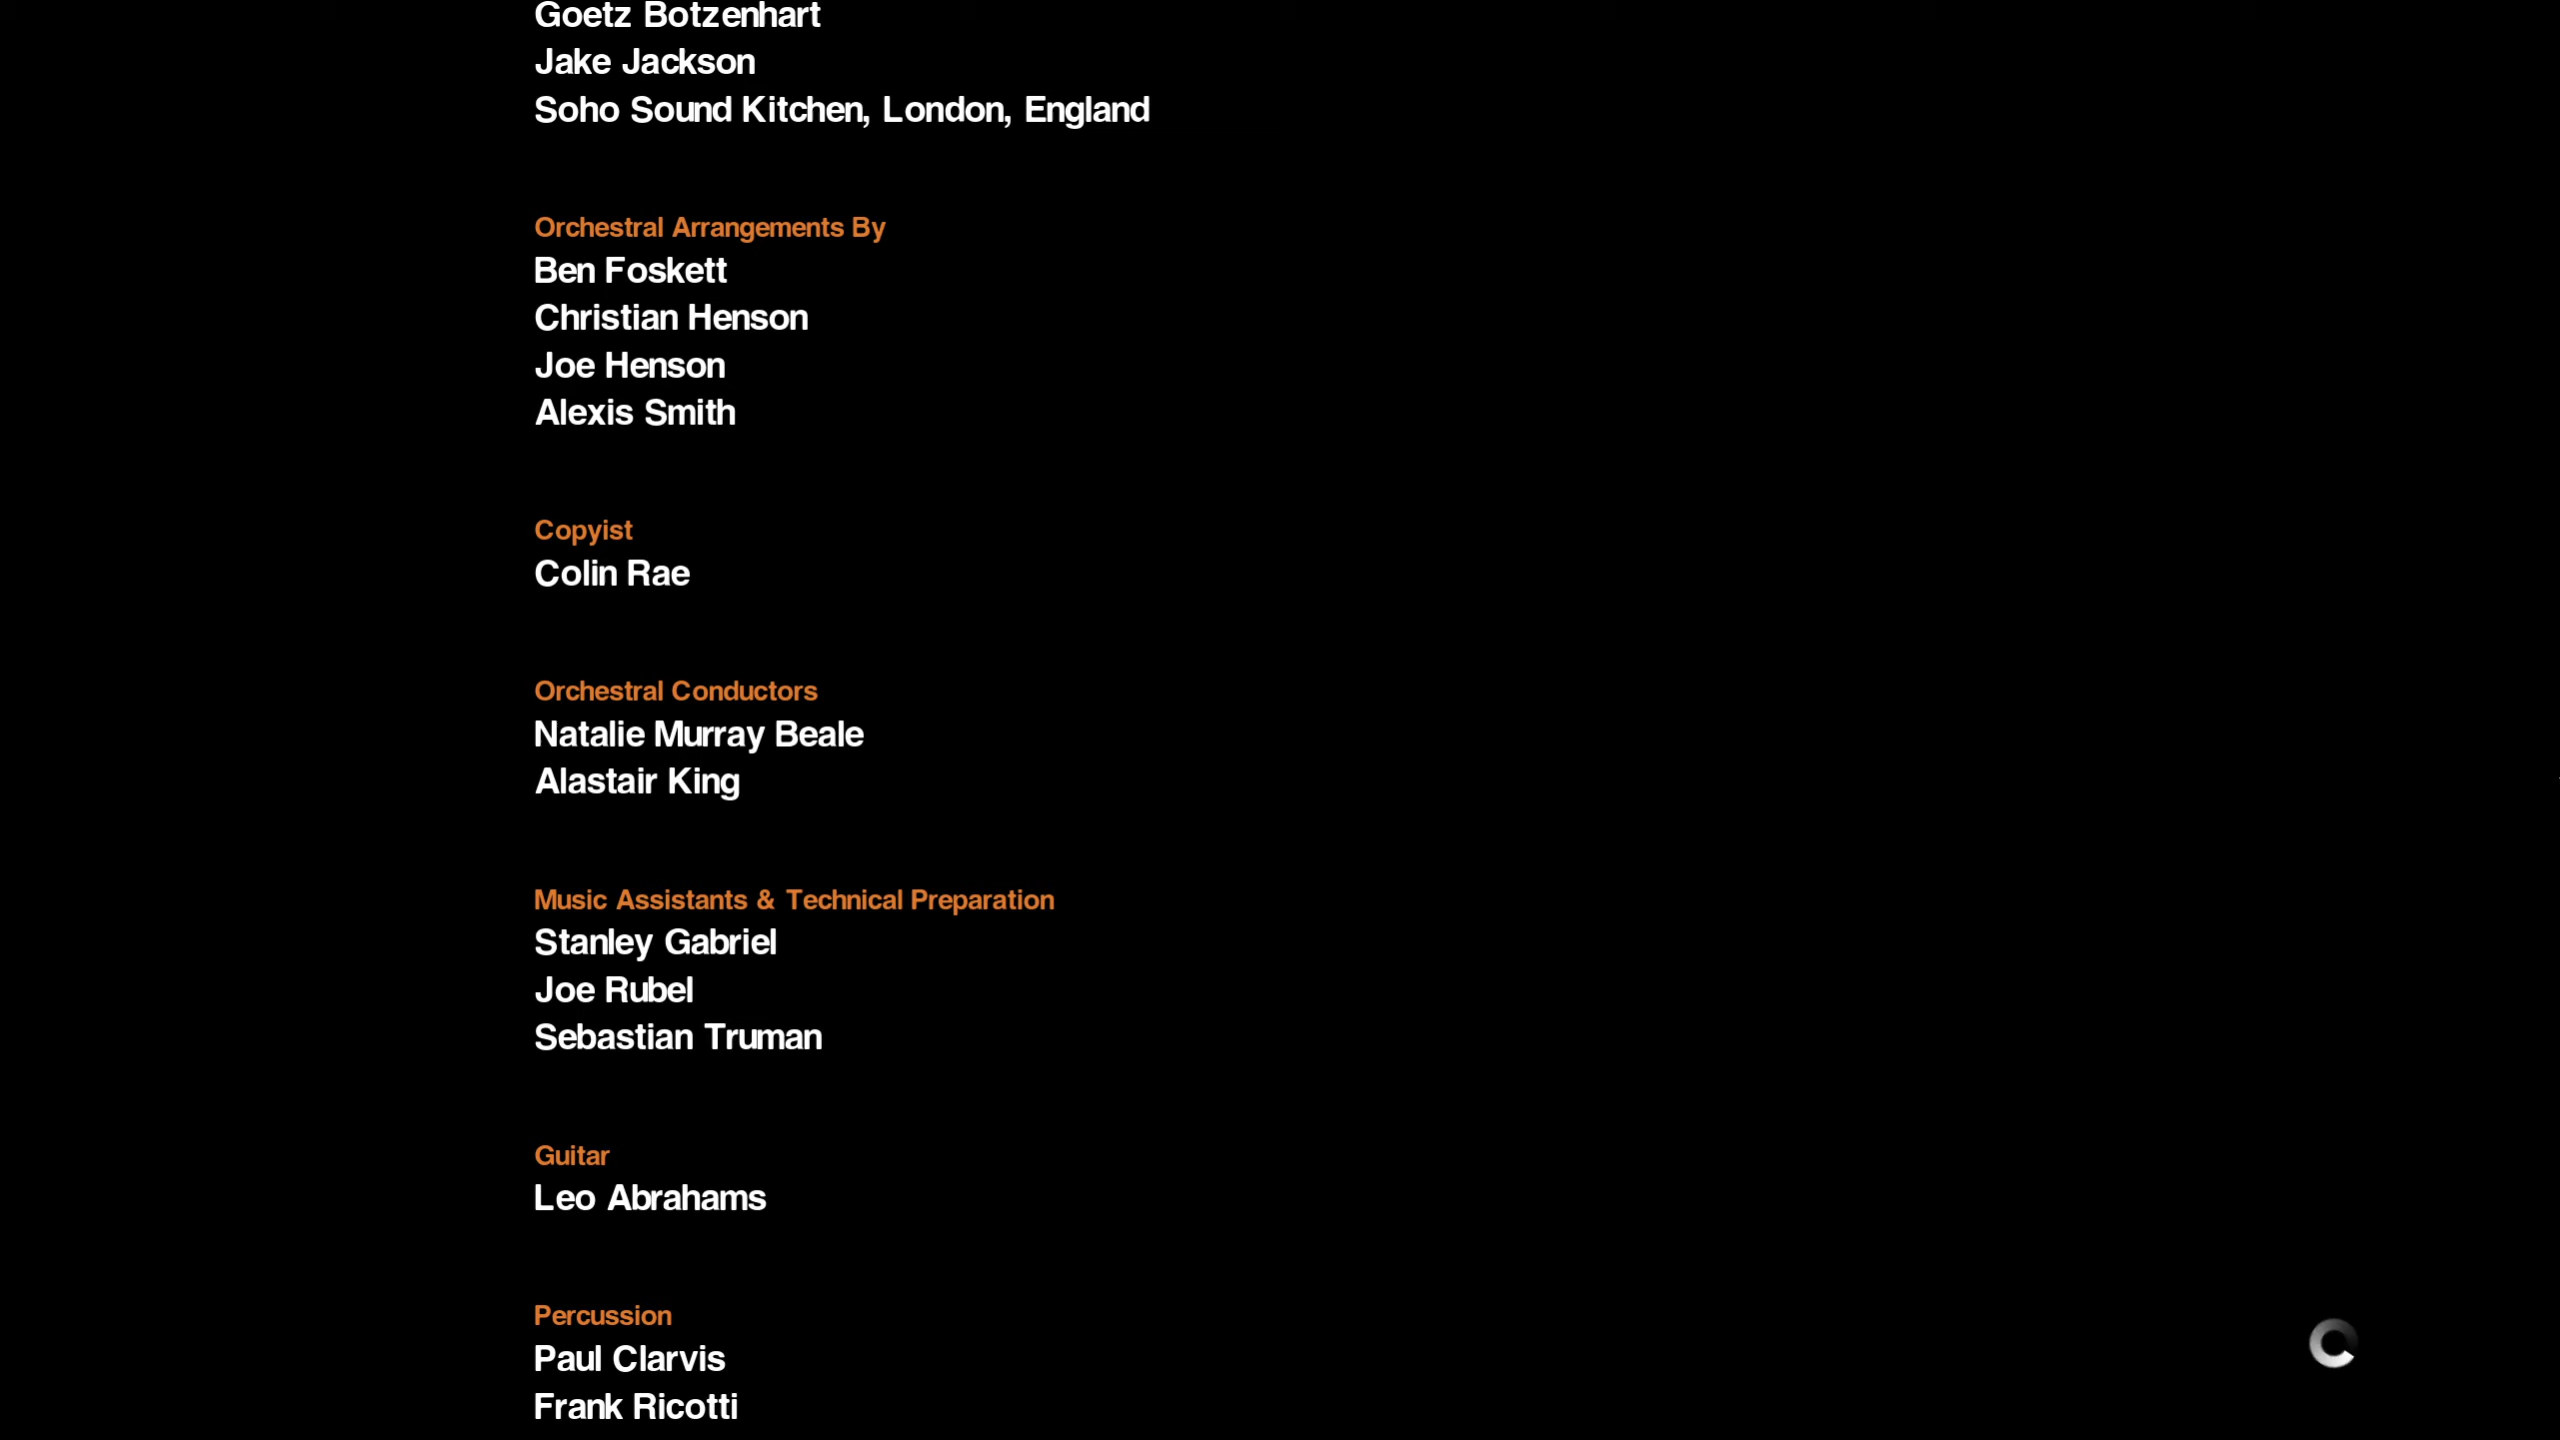 Goetz Botzenhart
Jake Jackson
Soho Sound Kitchen, London, England
Orchestral Arrangements By
Ben Foskett
Christian Henson
Joe Henson
Alexis Smith
Copyist
Colin Rae
Orchestral Conductors
Natalie Murray Beale
Alastair King
Music Assistants & Technical Preparation
Stanley Gabriel
Joe Rubel
Sebastian Truman
Guitar
Leo Abrahams
Percussion
Paul Clarvis
Frank Ricotti